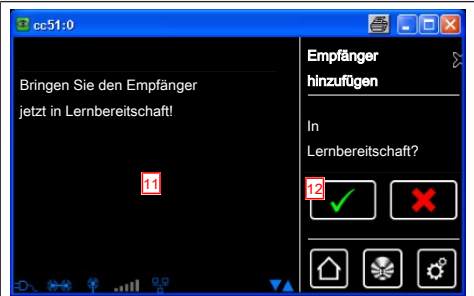 cc51:0
Bringen Sie den Empfänger
jetzt in Lernbereitschaft!
11
Empfänger
hinzufügen
In
Lernbereitschaft?
12